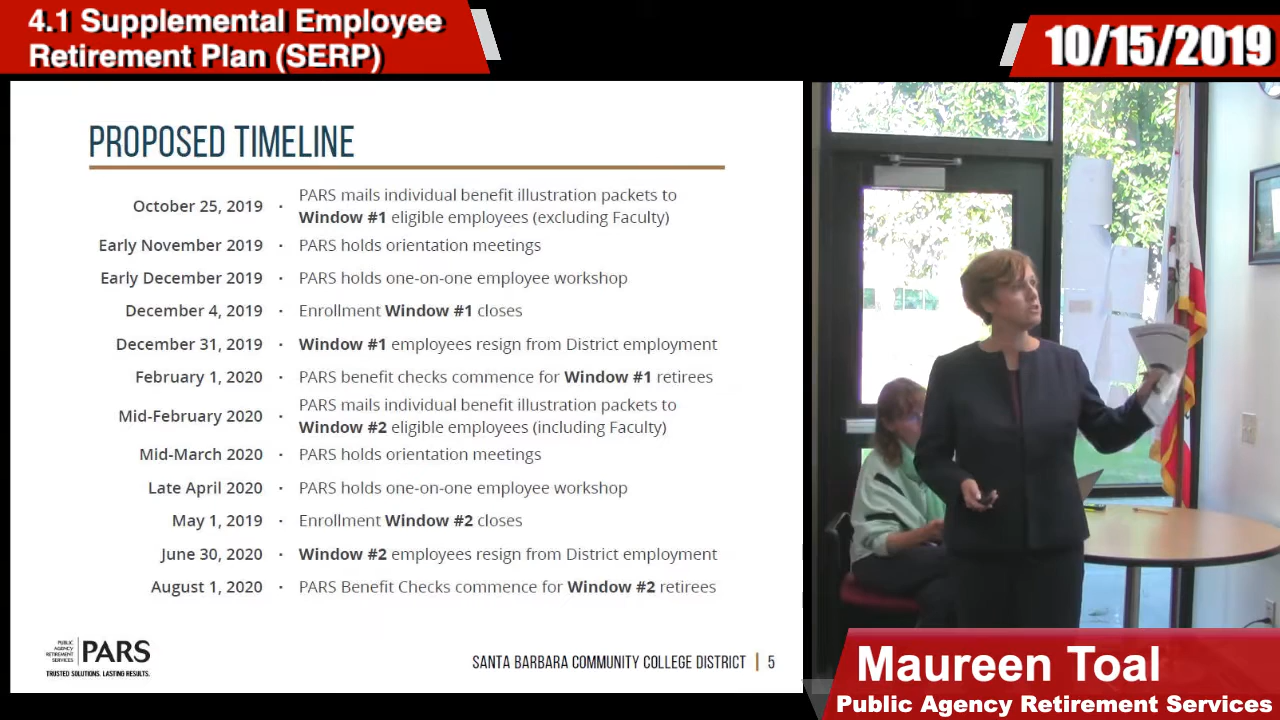 4.1 Supplemental Employee
Retirement Plan (SERP)
10/15/2019
PROPOSED TIMELINE
October 25, 2019 · PARS mails individual benefit illustration packets to
Window #1 eligible employees (excluding Faculty)
Early November 2019 · PARS holds orientation meetings
Early December 2019 · PARS holds one-on-one employee workshop
December 4, 2019 · Enrollment Window #1 closes
December 31, 2019 · Window #1 employees resign from District employment
February 1, 2020 · PARS benefit checks commence for Window #1 retirees
Mid-February 2020 · PARS mails individual benefit illustration packets to
Window #2 eligible employees (including Faculty)
Mid-March 2020 · PARS holds orientation meetings
Late April 2020 · PARS holds one-on-one employee workshop
May 1, 2019 · Enrollment Window #2 closes
June 30, 2020 · Window #2 employees resign from District employment
August 1, 2020 · PARS Benefit Checks commence for Window #2 retirees
PUBLIC
AGENCY
RETIREMENT
SERVICES
PARS
TRUSTED SOLUTIONS. LASTING RESULTS.
SANTA BARBARA COMMUNITY COLLEGE DISTRICT | 5
Maureen Toal
Public Agency Retirement Services